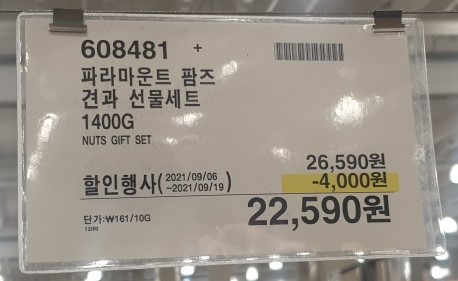 608481 +
파라마운트 팜즈
견과 선물세트
1400G
NUTS GIFT SET
26,590원
할인행사(2021/09/06 ~2021/09/19)
-4,000원
22,590원
단가:₩161/10G